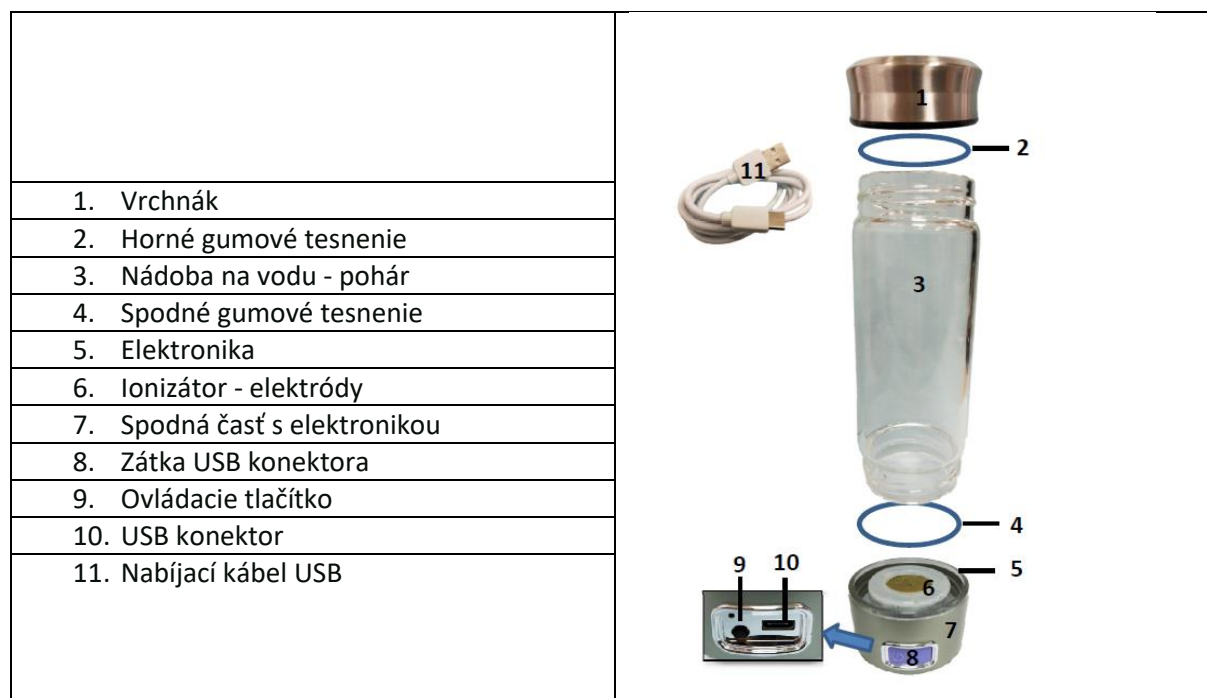 1. Vrchnák
2. Horné gumové tesnenie
3. Nádoba na vodu - pohár
4. Spodné gumové tesnenie
5. Elektronika
6. Ionizátor - elektródy
7. Spodná časť s elektronikou
8. Zátka USB konektora
9. Ovládacie tlačítko
10. USB konektor
11. Nabíjací kábel USB
1
2
11
3
4
9 10
5
6
7
8